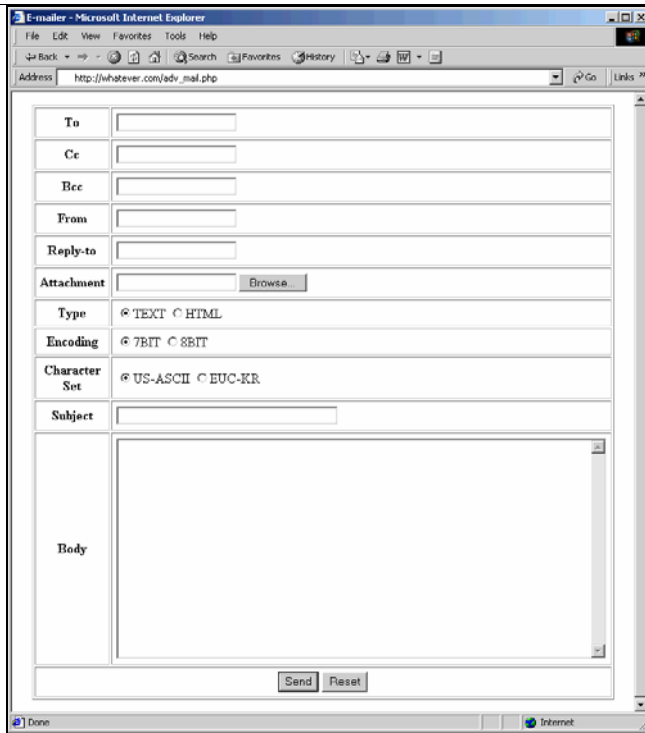 E-mailer - Microsoft Internet Explorer
File Edit View Favorites Tools Help
Back Search Favorites History
Address http://whatever.com/adv_mail.php Go Links »
To
Cc
Bcc
From
Reply-to
Attachment Browse...
Type TEXT HTML
Encoding 7BIT 8BIT
Character
Set US-ASCII EUC-KR
Subject
Body
Send Reset
Done Internet